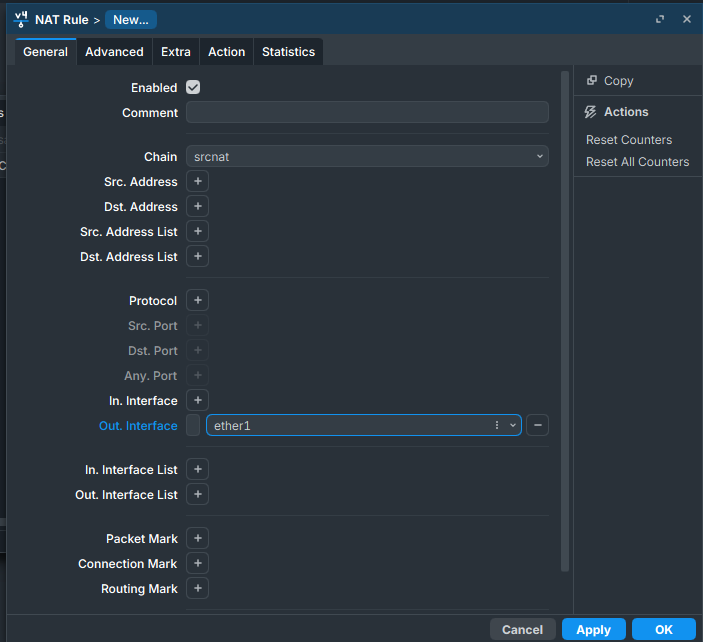 v4 NAT Rule > New...
General Advanced Extra Action Statistics
Enabled
Comment
Chain srcnat
Src. Address +
Dst. Address +
Src. Address List +
Dst. Address List +
Protocol +
Src. Port +
Dst. Port +
Any. Port +
In. Interface +
Out. Interface ether1
In. Interface List +
Out. Interface List +
Packet Mark +
Connection Mark +
Routing Mark +
Copy
Actions
Reset Counters
Reset All Counters
Cancel Apply OK